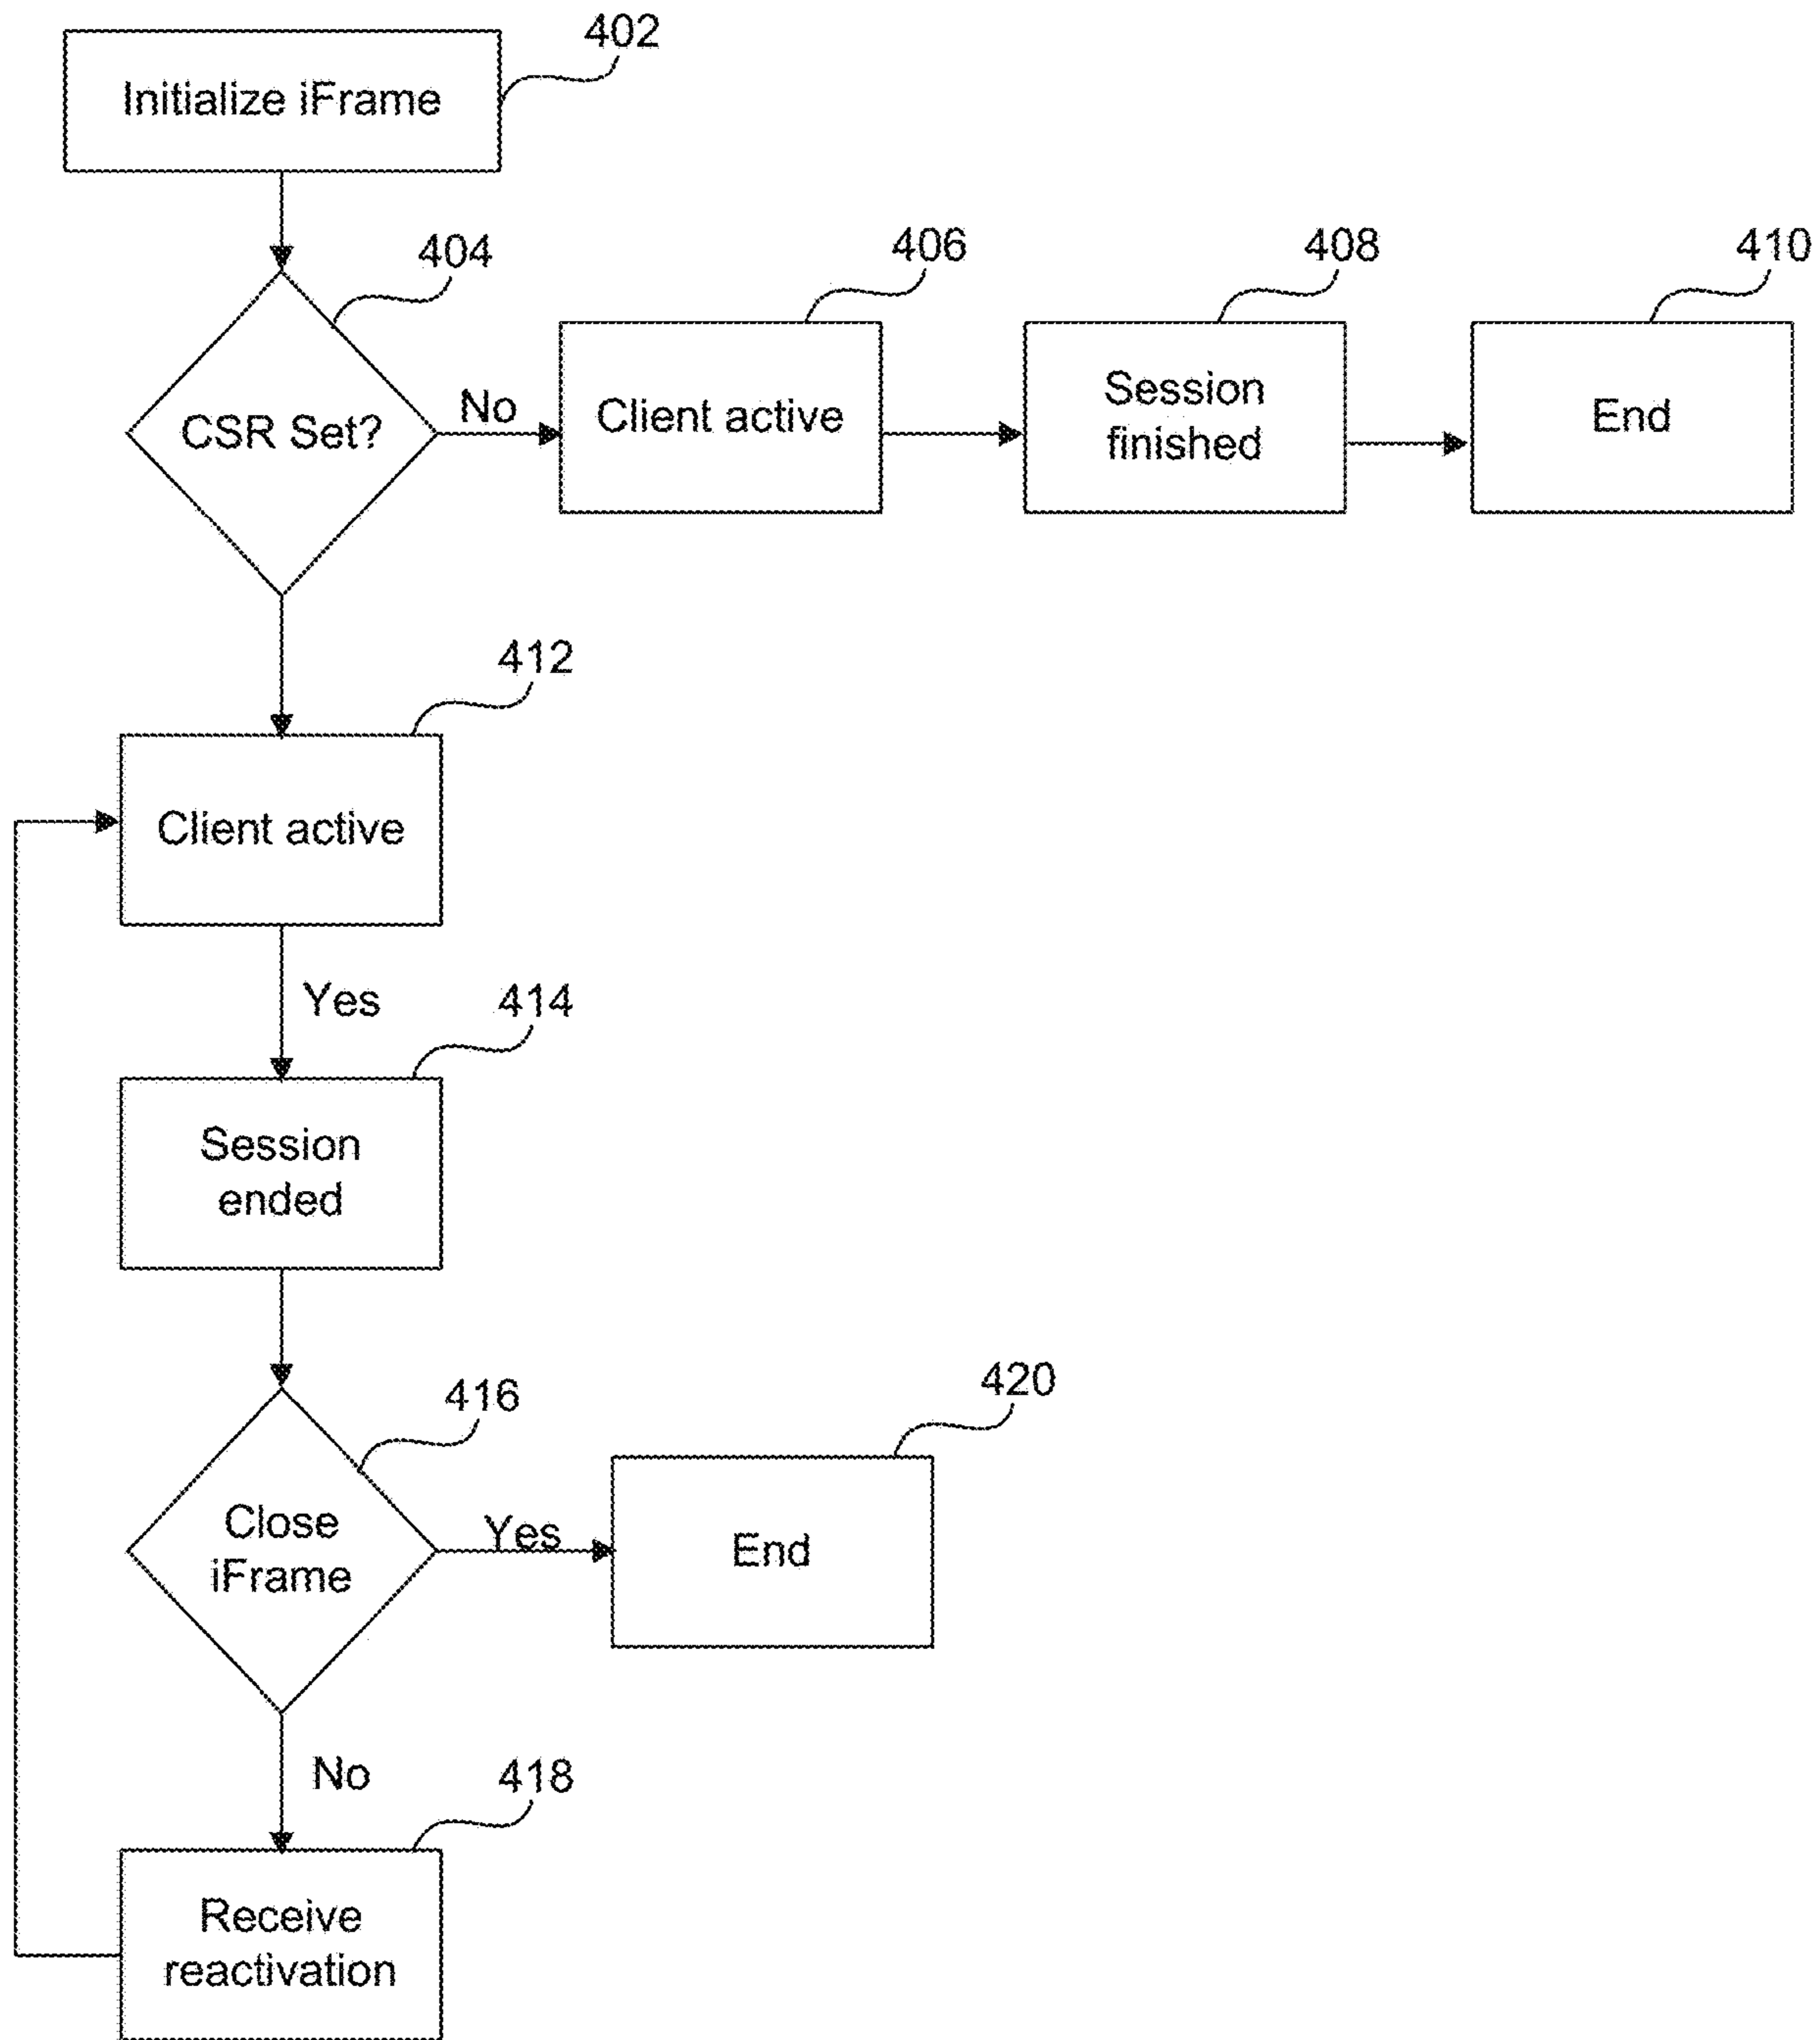 402
Initialize iFrame
404
406
408
410
CSR Set?
No
Client active
Session
finished
End
412
Client active
Yes
414
Session
ended
416
420
Close
iFrame
Yes
End
No
418
Receive
reactivation